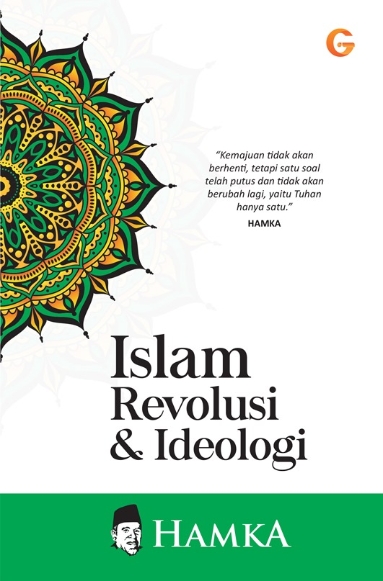 G
“Kemajuan tidak akan
berhenti, tetapi satu soal
telah putus dan tidak akan
berubah lagi, yaitu Tuhan
hanya satu.”
HAMKA
Islam
Revolusi
& Ideologi
HAMKA